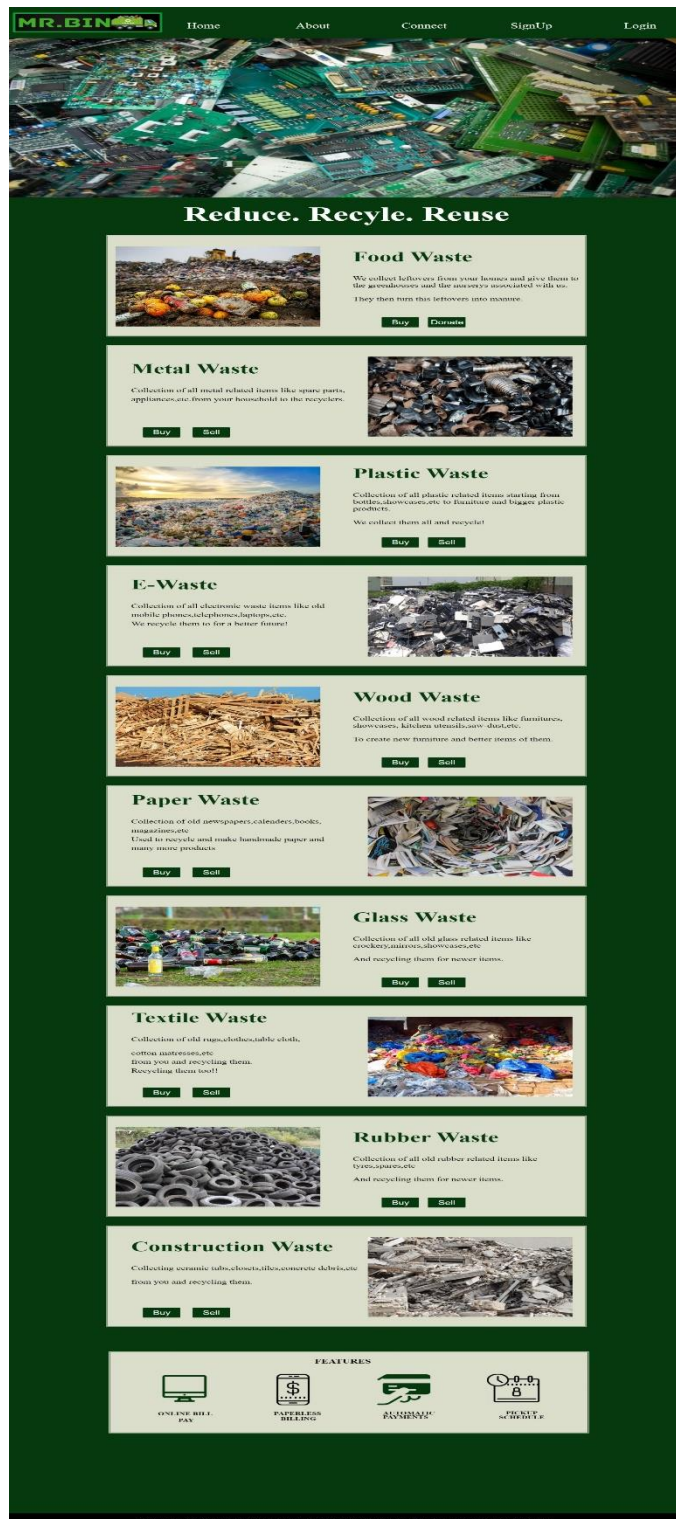 MR.BIN
Home About Connect SignUp Login
Reduce. Recyle. Reuse
Food Waste
We collect leftovers from your homes and give them to
the greenhouses and the nurserys associated with us.
They then turn this leftovers into manure.
Buy Donate
Metal Waste
Collection of all metal related items like spare parts,
appliances,etc.from your household to the recyclers.
Buy Sell
Plastic Waste
Collection of all plastic related items starting from
bottles,showcases,etc to furniture and bigger plastic
products.
We collect them all and recycle!
Buy Sell
E-Waste
Collection of all electronic waste items like old
mobile phones,telephones,laptops,etc.
We recycle them to for a better future!
Buy Sell
Wood Waste
Collection of all wood related items like furnitures,
showcases, kitchen utensils,saw-dust,etc.
To create new furniture and better items of them.
Buy Sell
Paper Waste
Collection of old newspapers,calenders,books,
magazines,etc
Used to recycle and make handmade paper and
many more products
Buy Sell
Glass Waste
Collection of all old glass related items like
crockery,mirrors,showcases,etc
And recycling them for newer items.
Buy Sell
Textile Waste
Collection of old rugs,clothes,table cloth,
cotton matresses,etc
from you and recycling them.
Recycling them too!!
Buy Sell
Rubber Waste
Collection of all old rubber related items like
tyres,spares,etc
And recycling them for newer items.
Buy Sell
Construction Waste
Collecting ceramic tubs,closets,tiles,concrete debris,etc
from you and recycling them.
Buy Sell
FEATURES
ONLINE BILL
PAY
PAPERLESS
BILLING
AUTOMATIC
PAYMENTS
PICKUP
SCHEDULE